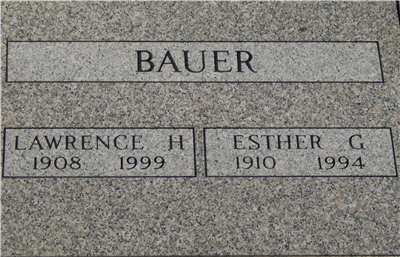 BAUER
LAWRENCE H
1908 1999
ESTHER G
1910 1994